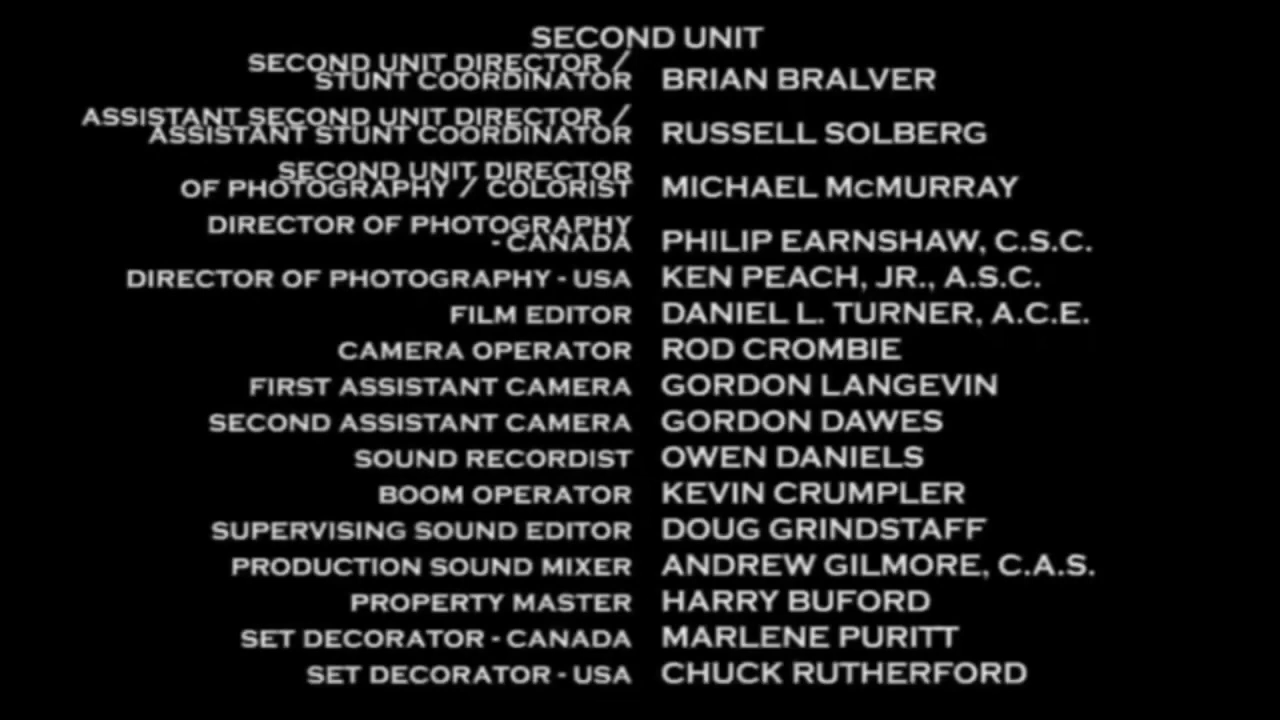 SECOND UNIT
SECOND UNIT DIRECTOR /
STUNT COORDINATOR BRIAN BRALVER
ASSISTANT SECOND UNIT DIRECTOR /
ASSISTANT STUNT COORDINATOR RUSSELL SOLBERG
SECOND UNIT DIRECTOR
OF PHOTOGRAPHY / COLORIST MICHAEL McMURRAY
DIRECTOR OF PHOTOGRAPHY
- CANADA PHILIP EARNSHAW, C.S.C.
DIRECTOR OF PHOTOGRAPHY - USA KEN PEACH, JR., A.S.C.
FILM EDITOR DANIEL L. TURNER, A.C.E.
CAMERA OPERATOR ROD CROMBIE
FIRST ASSISTANT CAMERA GORDON LANGEVIN
SECOND ASSISTANT CAMERA GORDON DAWES
SOUND RECORDIST OWEN DANIELS
BOOM OPERATOR KEVIN CRUMPLER
SUPERVISING SOUND EDITOR DOUG GRINDSTAFF
PRODUCTION SOUND MIXER ANDREW GILMORE, C.A.S.
PROPERTY MASTER HARRY BUFORD
SET DECORATOR - CANADA MARLENE PURITT
SET DECORATOR - USA CHUCK RUTHERFORD